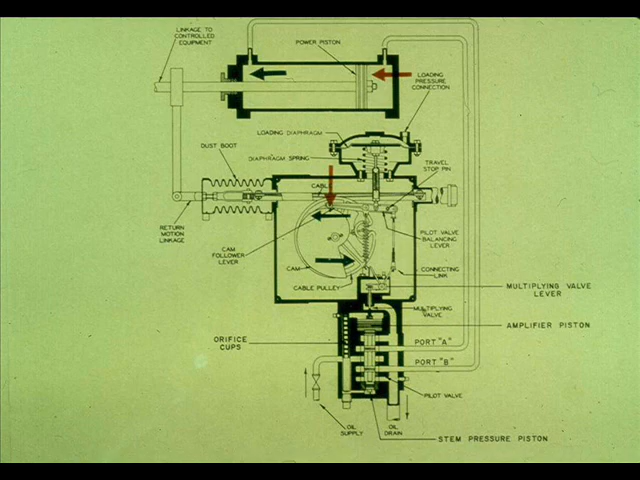 LINKAGE TO
CONTROLLED
EQUIPMENT
POWER PISTON
LOADING
PRESSURE
CONNECTION
LOADING DIAPHRAGM
DUST BOOT
DIAPHRAGM SPRING
TRAVEL
STOP PIN
CABLE
RETURN
MOTION
LINKAGE
CAM
FOLLOWER
LEVER
PILOT VALVE
BALANCING
LEVER
CAM
CABLE PULLEY
CONNECTING
LINK
MULTIPLYING VALVE
LEVER
MULTIPLYING
VALVE
AMPLIFIER PISTON
ORIFICE
CUPS
PORT "A"
PORT "B"
PILOT VALVE
OIL
SUPPLY
OIL
DRAIN
STEM PRESSURE PISTON